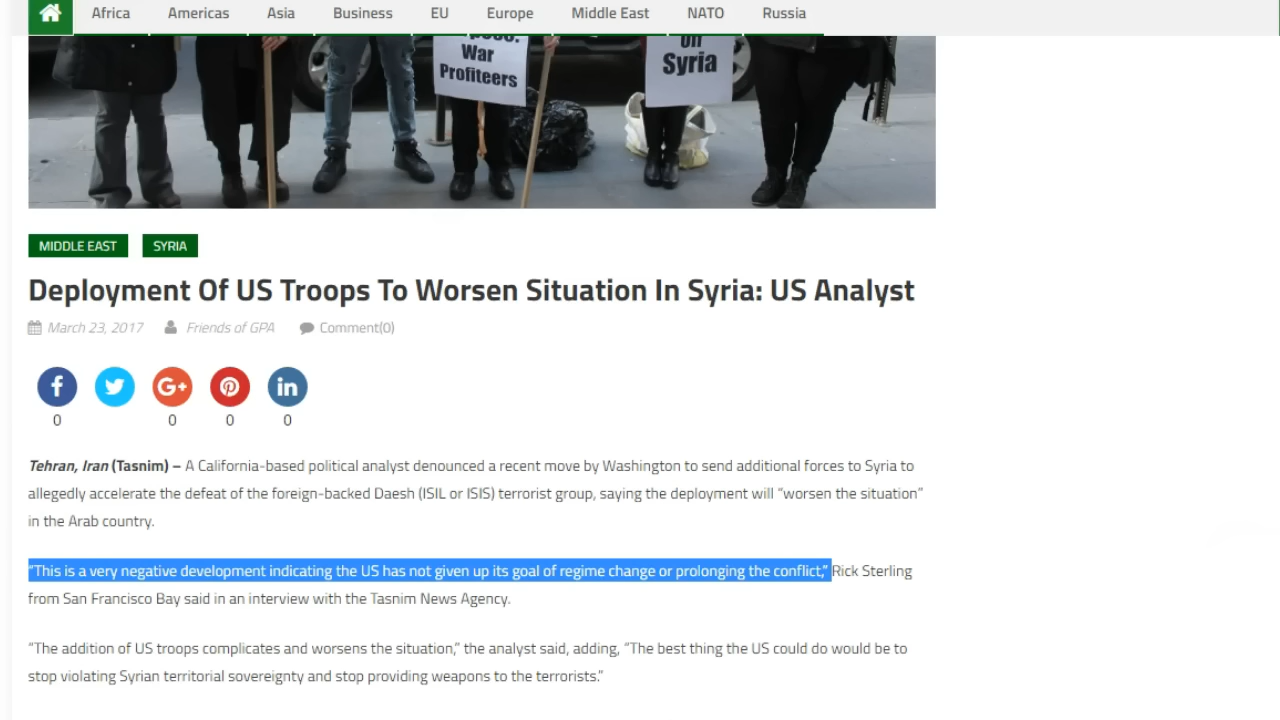 Africa Americas Asia Business EU Europe Middle East NATO Russia
War
Profiteers
on
Syria
MIDDLE EAST SYRIA
Deployment Of US Troops To Worsen Situation In Syria: US Analyst
March 23, 2017 Friends of GPA Comment(0)
f G+ in
0 0 0 0
Tehran, Iran (Tasnim) – A California-based political analyst denounced a recent move by Washington to send additional forces to Syria to
allegedly accelerate the defeat of the foreign-backed Daesh (ISIL or ISIS) terrorist group, saying the deployment will “worsen the situation”
in the Arab country.
“This is a very negative development indicating the US has not given up its goal of regime change or prolonging the conflict,” Rick Sterling
from San Francisco Bay said in an interview with the Tasnim News Agency.
“The addition of US troops complicates and worsens the situation,” the analyst said, adding, “The best thing the US could do would be to
stop violating Syrian territorial sovereignty and stop providing weapons to the terrorists.”